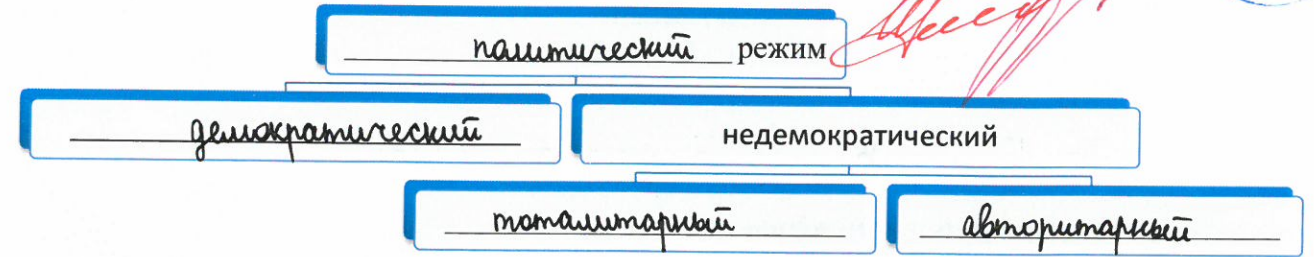 политический режим
демократический
недемократический
тоталитарный
авторитарный